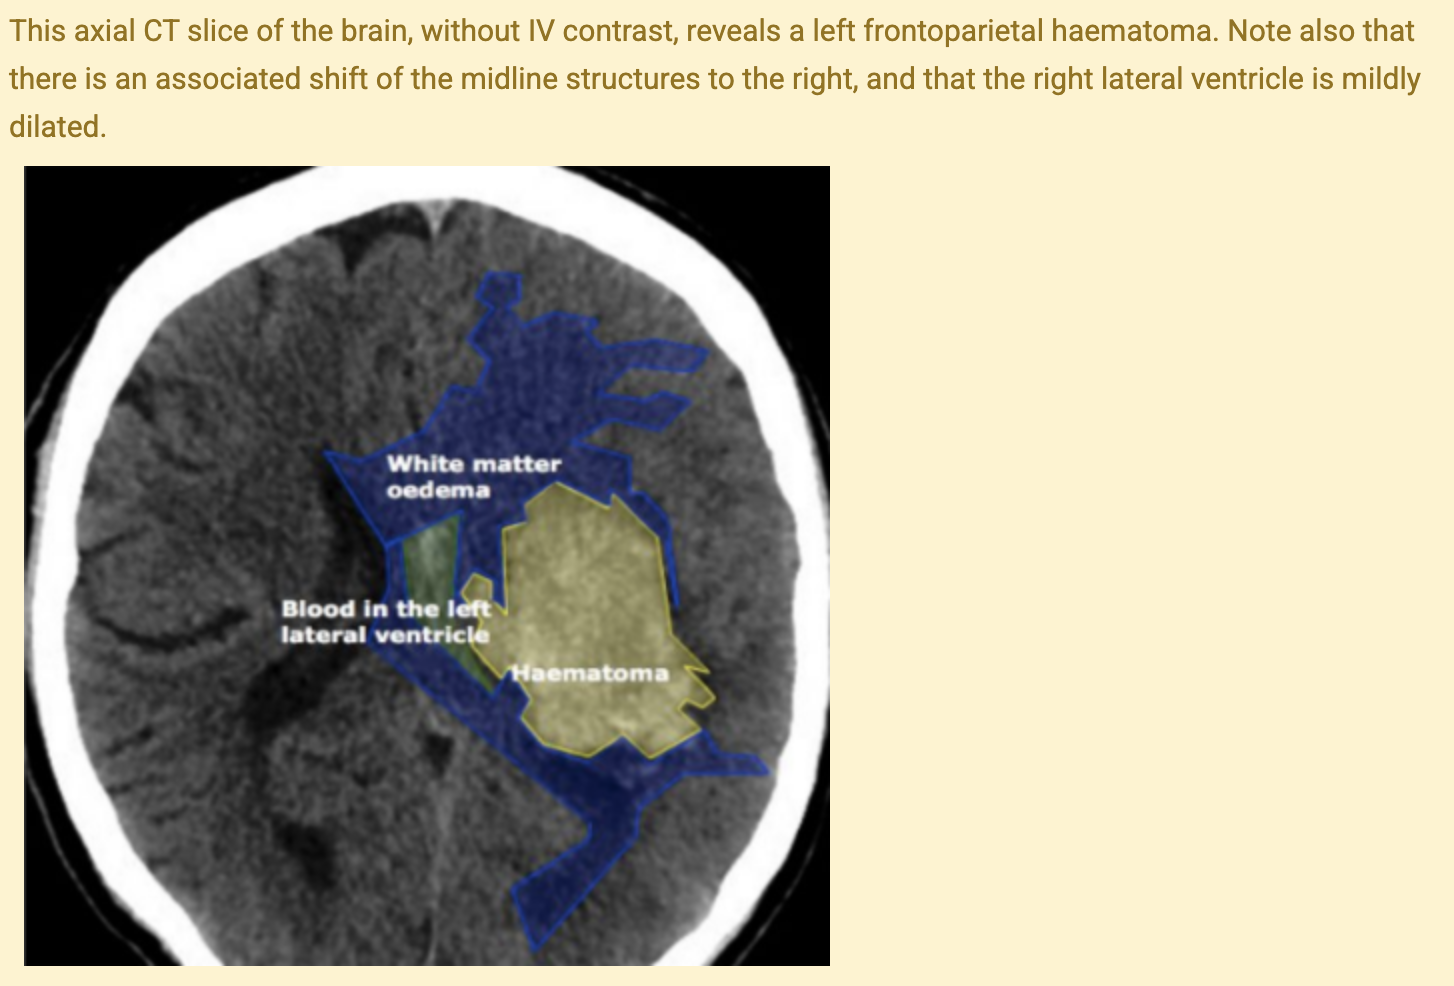 This axial CT slice of the brain, without IV contrast, reveals a left frontoparietal haematoma. Note also that
there is an associated shift of the midline structures to the right, and that the right lateral ventricle is mildly
dilated.
White matter
oedema
Blood in the left
lateral ventricle
Haematoma